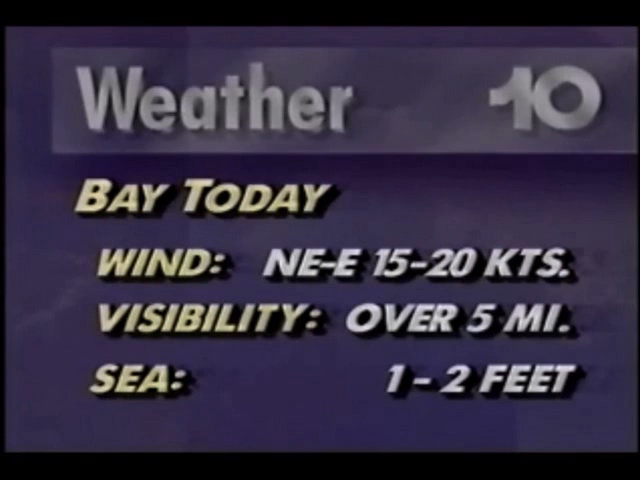 Weather 10
BAY TODAY
WIND: NE-E 15-20 KTS.
VISIBILITY: OVER 5 MI.
SEA: 1 - 2 FEET